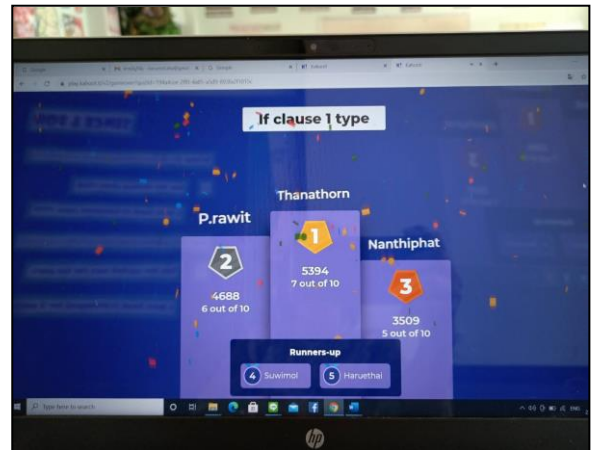 If clause 1 type
Thanathorn
P.rawit
Nanthiphat
1
2
3
5394
7 out of 10
4688
6 out of 10
3509
5 out of 10
Runners-up
4 Suwimol
5 Haruethai
Type here to search
hp